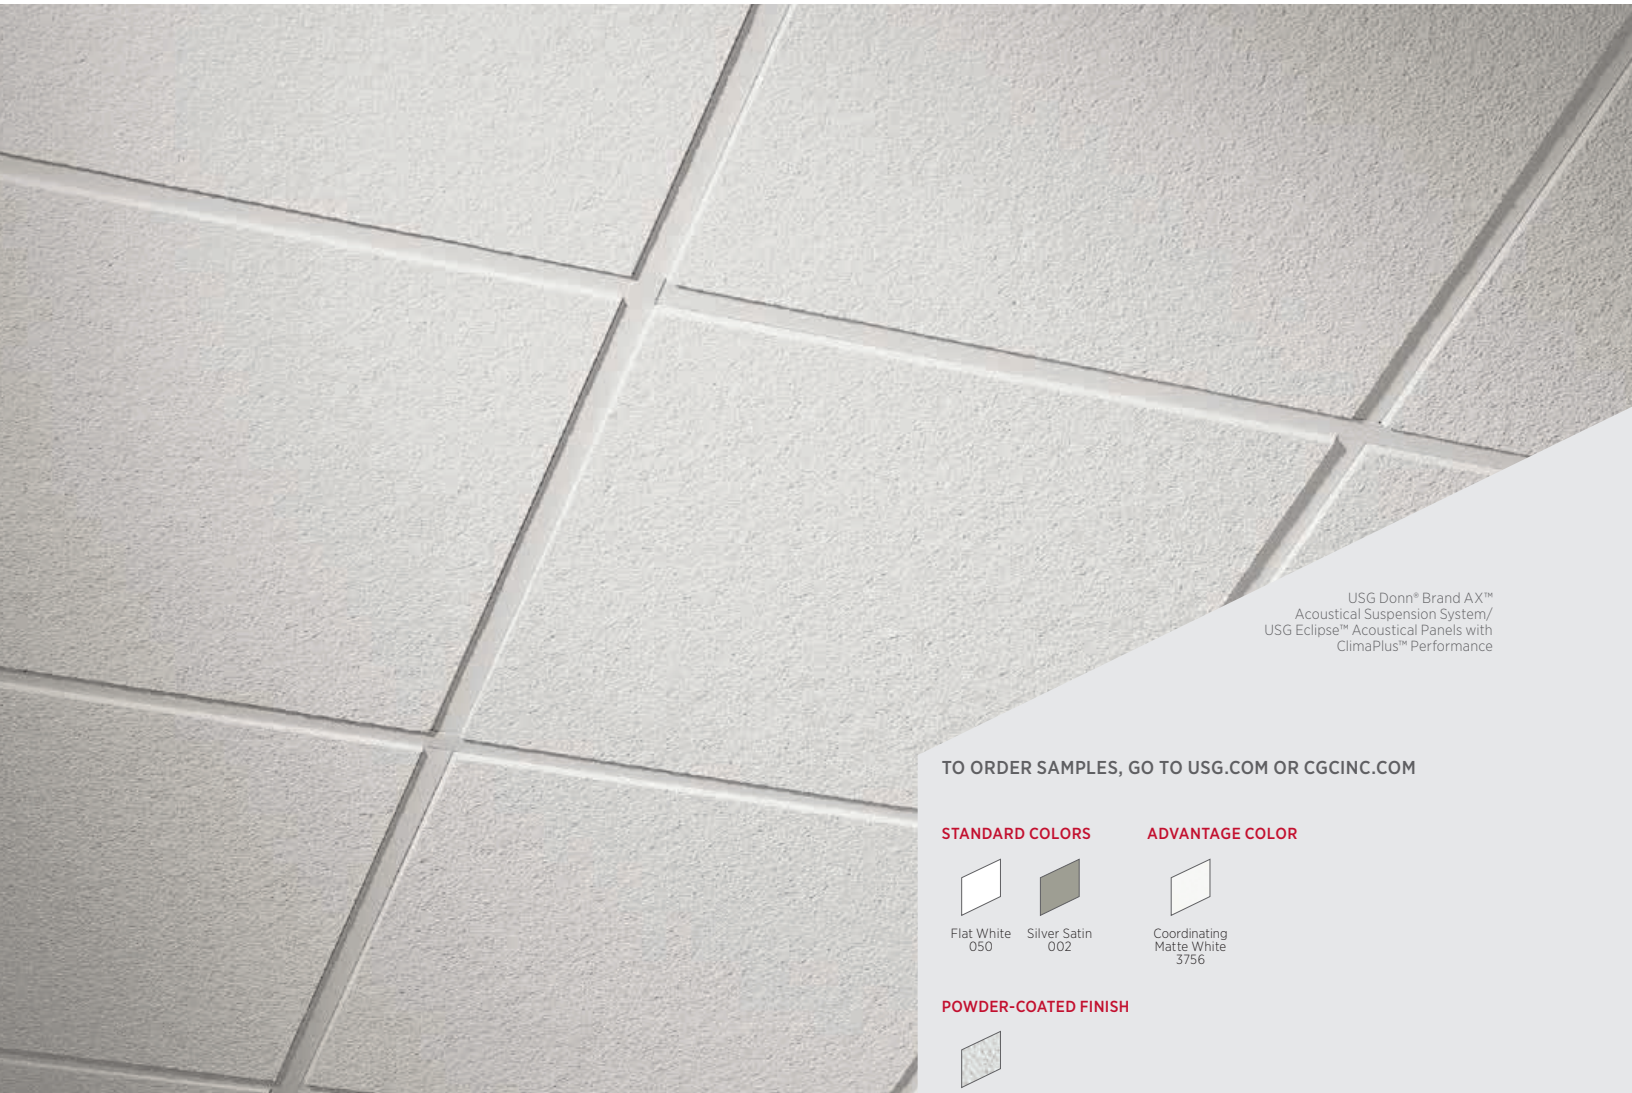 USG Donn® Brand AX™
Acoustical Suspension System/
USG Eclipse™ Acoustical Panels with
ClimaPlus™ Performance
TO ORDER SAMPLES, GO TO USG.COM OR CGCINC.COM
STANDARD COLORS
ADVANTAGE COLOR
Flat White
050
Silver Satin
002
Coordinating
Matte White
3756
POWDER-COATED FINISH